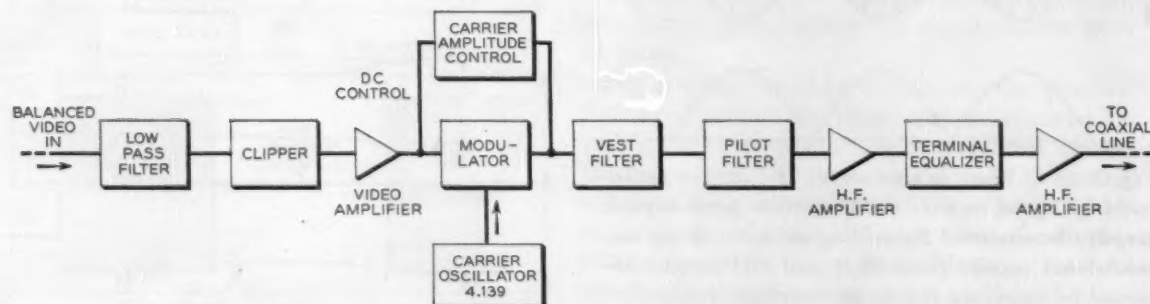 CARRIER
AMPLITUDE
CONTROL
DC
CONTROL
BALANCED
VIDEO
IN
LOW
PASS
FILTER
CLIPPER
VIDEO
AMPLIFIER
MODU-
LATOR
CARRIER
OSCILLATOR
4.139
VEST
FILTER
PILOT
FILTER
H.F.
AMPLIFIER
TERMINAL
EQUALIZER
H.F.
AMPLIFIER
TO
COAXIAL
LINE